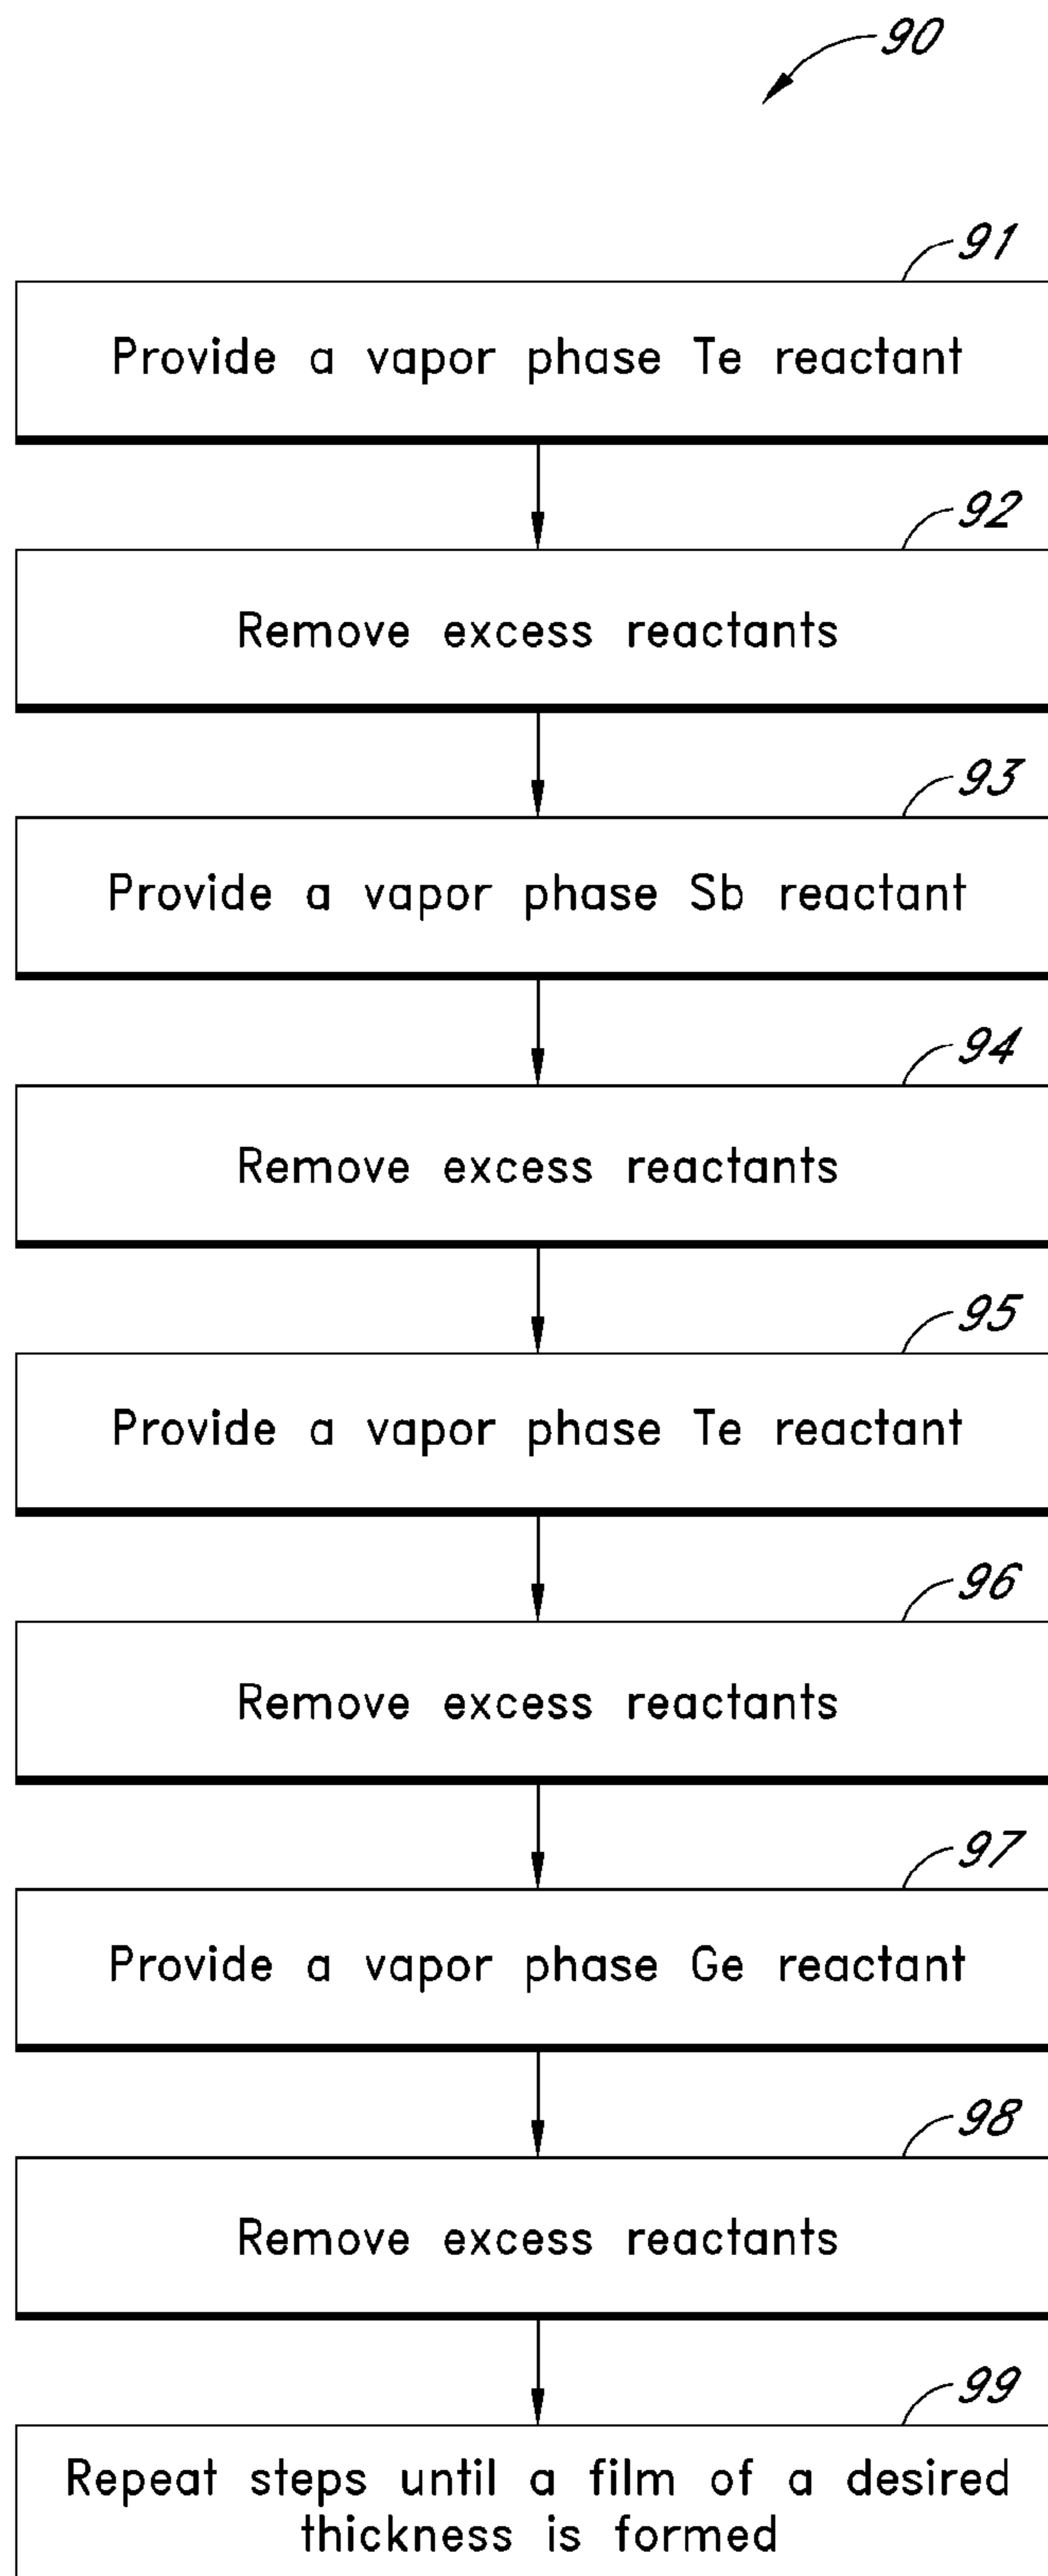 90
91
Provide a vapor phase Te reactant
92
Remove excess reactants
93
Provide a vapor phase Sb reactant
94
Remove excess reactants
95
Provide a vapor phase Te reactant
96
Remove excess reactants
97
Provide a vapor phase Ge reactant
98
Remove excess reactants
99
Repeat steps until a film of a desired
thickness is formed